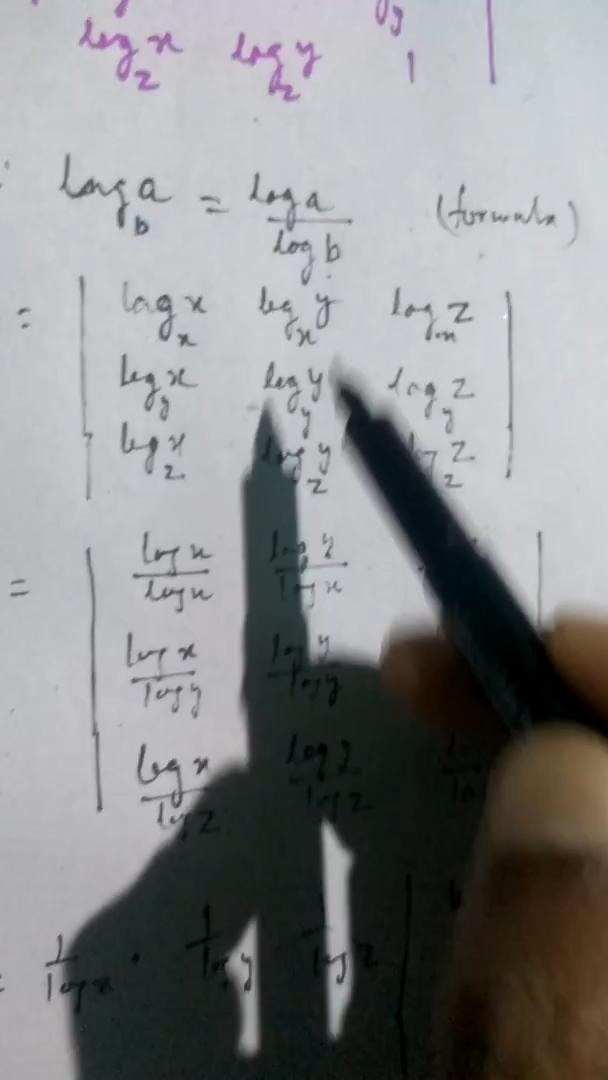 y
log_z x log_z y 1
log_b a = log a / log b (formula)
= | log_x x log_x y log_x z |
| log_y x log_y y log_y z |
| log_z x log_z y log_z z |
= | log x / log x log y / log x |
| log x / log y log y / log y
| log x / log z log y / log z
= 1 / log x · 1 / log y 1 / log z |